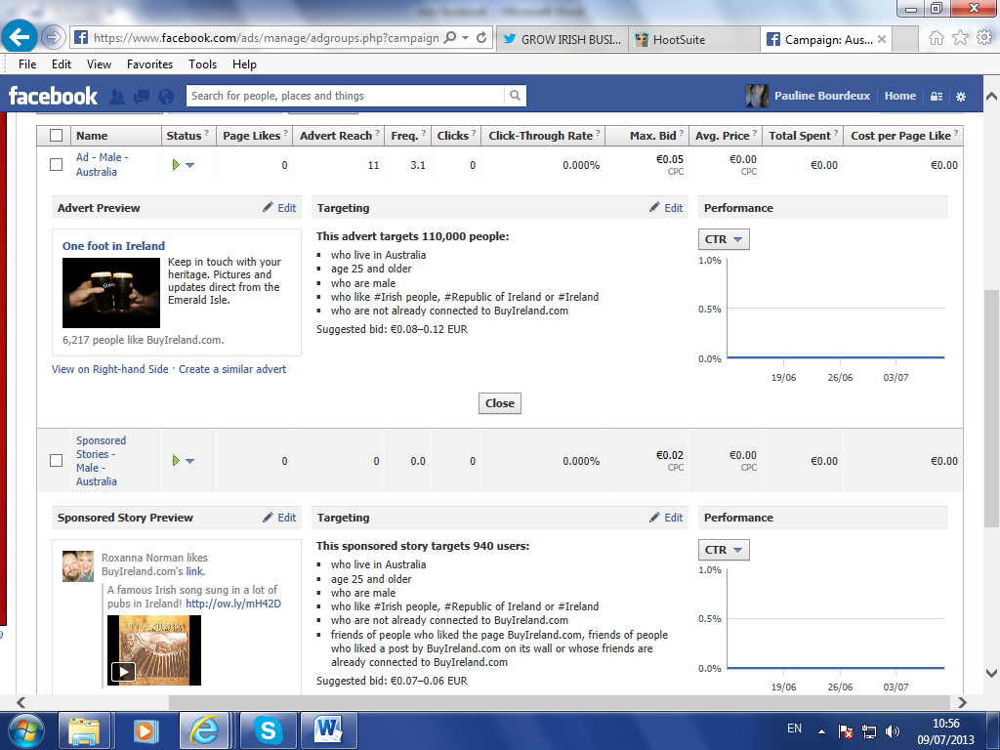 https://www.facebook.com/ads/manage/adgroups.php?campaign
GROW IRISH BUSI...
HootSuite
Campaign: Aus...
File Edit View Favorites Tools Help
facebook
Search for people, places and things
Pauline Bourdeux Home
Name Status ? Page Likes ? Advert Reach ? Freq. ? Clicks ? Click-Through Rate ? Max. Bid ? Avg. Price ? Total Spent ? Cost per Page Like ?
Ad - Male -
Australia
0 11 3.1 0 0.000% €0.05 €0.00 €0.00 €0.00
CPC CPC
Advert Preview Edit
One foot in Ireland
Keep in touch with your
heritage. Pictures and
updates direct from the
Emerald Isle.
6,217 people like BuyIreland.com.
View on Right-hand Side · Create a similar advert
Targeting Edit
This advert targets 110,000 people:
who live in Australia
age 25 and older
who are male
who like #Irish people, #Republic of Ireland or #Ireland
who are not already connected to BuyIreland.com
Suggested bid: €0.08–0.12 EUR
Performance
CTR
1.0%
0.5%
0.0%
19/06 26/06 03/07
Close
Sponsored
Stories -
Male -
Australia
0 0 0.0 0 0.000% €0.02 €0.00 €0.00 €0.00
CPC CPC
Sponsored Story Preview Edit
Roxanna Norman likes
BuyIreland.com's link.
A famous Irish song sung in a lot of
pubs in Ireland! http://ow.ly/mH42D
Targeting Edit
This sponsored story targets 940 users:
who live in Australia
age 25 and older
who are male
who like #Irish people, #Republic of Ireland or #Ireland
who are not already connected to BuyIreland.com
friends of people who liked the page BuyIreland.com, friends of people
who liked a post by BuyIreland.com on its wall or whose friends are
already connected to BuyIreland.com
Suggested bid: €0.07–0.06 EUR
Performance
CTR
1.0%
0.5%
0.0%
19/06 26/06 03/07
EN
10:56
09/07/2013